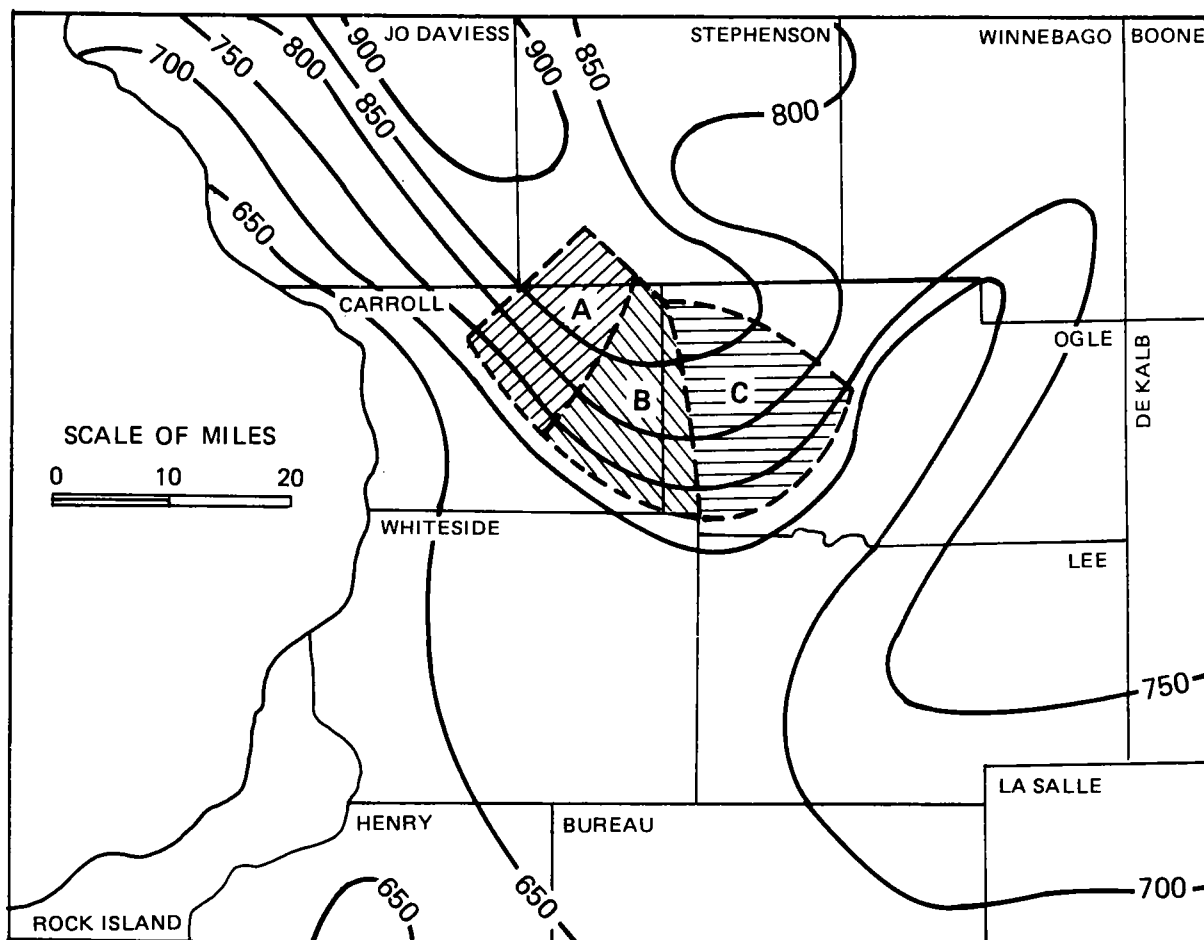 JO DAVIESS
STEPHENSON
WINNEBAGO
BOONE
700
750
800
850
900
900
850
800
650
CARROLL
A
OGLE
B
C
DE KALB
SCALE OF MILES
0 10 20
WHITESIDE
LEE
750
LA SALLE
HENRY
BUREAU
650
650
700
ROCK ISLAND